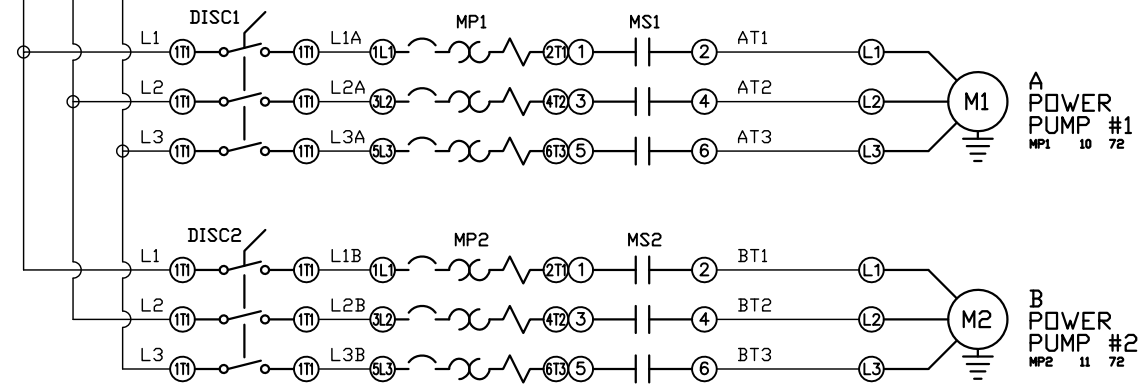 DISC1 MP1 MS1
L1 1T1 1T1 L1A 1L1 2T1 1 2 AT1 L1
L2 1T1 1T1 L2A 3L2 4T2 3 4 AT2 L2
L3 1T1 1T1 L3A 5L3 6T3 5 6 AT3 L3
M1
A
POWER
PUMP #1
MP1 10 72
DISC2 MP2 MS2
L1 1T1 1T1 L1B 1L1 2T1 1 2 BT1 L1
L2 1T1 1T1 L2B 3L2 4T2 3 4 BT2 L2
L3 1T1 1T1 L3B 5L3 6T3 5 6 BT3 L3
M2
B
POWER
PUMP #2
MP2 11 72